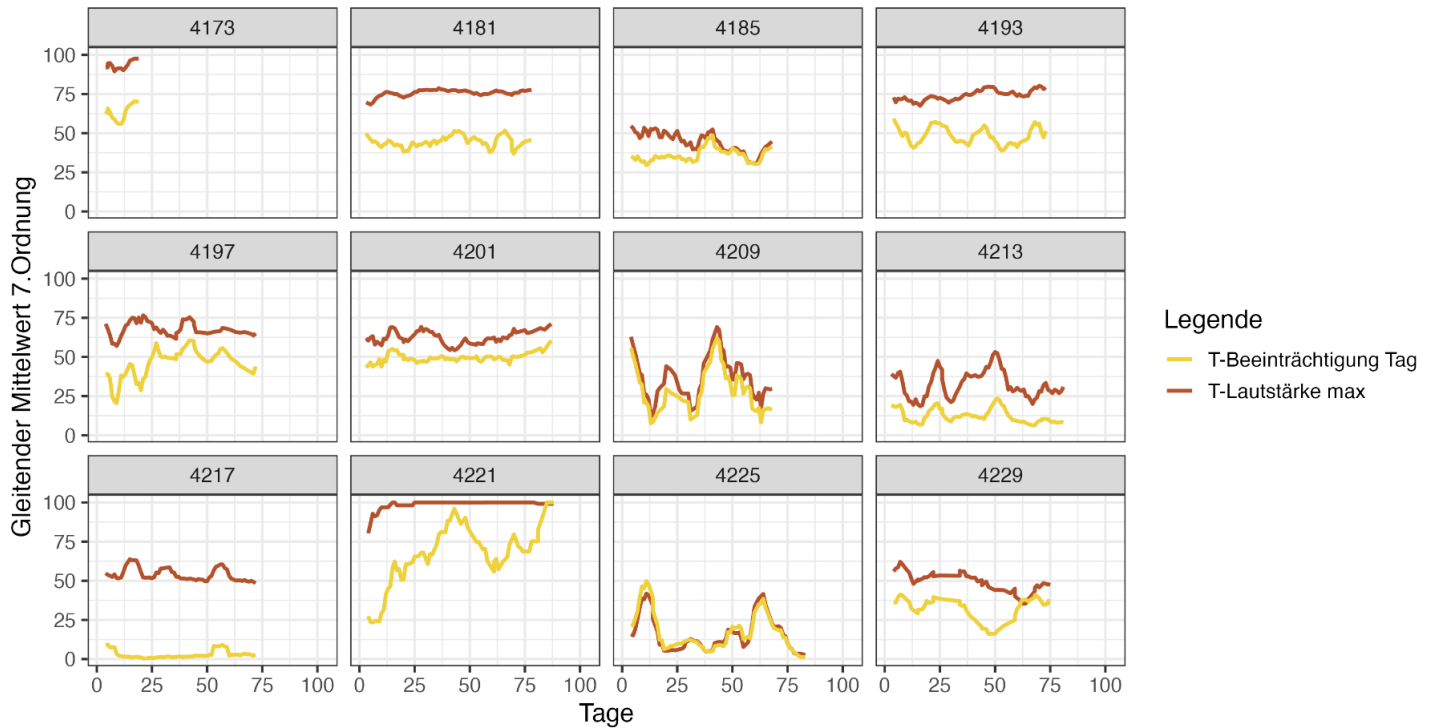 4173 4181 4185 4193
100
75
50
25
0
4197 4201 4209 4213
100
75
50
25
0
4217 4221 4225 4229
100
75
50
25
0
0 25 50 75 100 0 25 50 75 100 0 25 50 75 100 0 25 50 75 100
Tage
Gleitender Mittelwert 7.Ordnung
Legende
T-Beeinträchtigung Tag
T-Lautstärke max